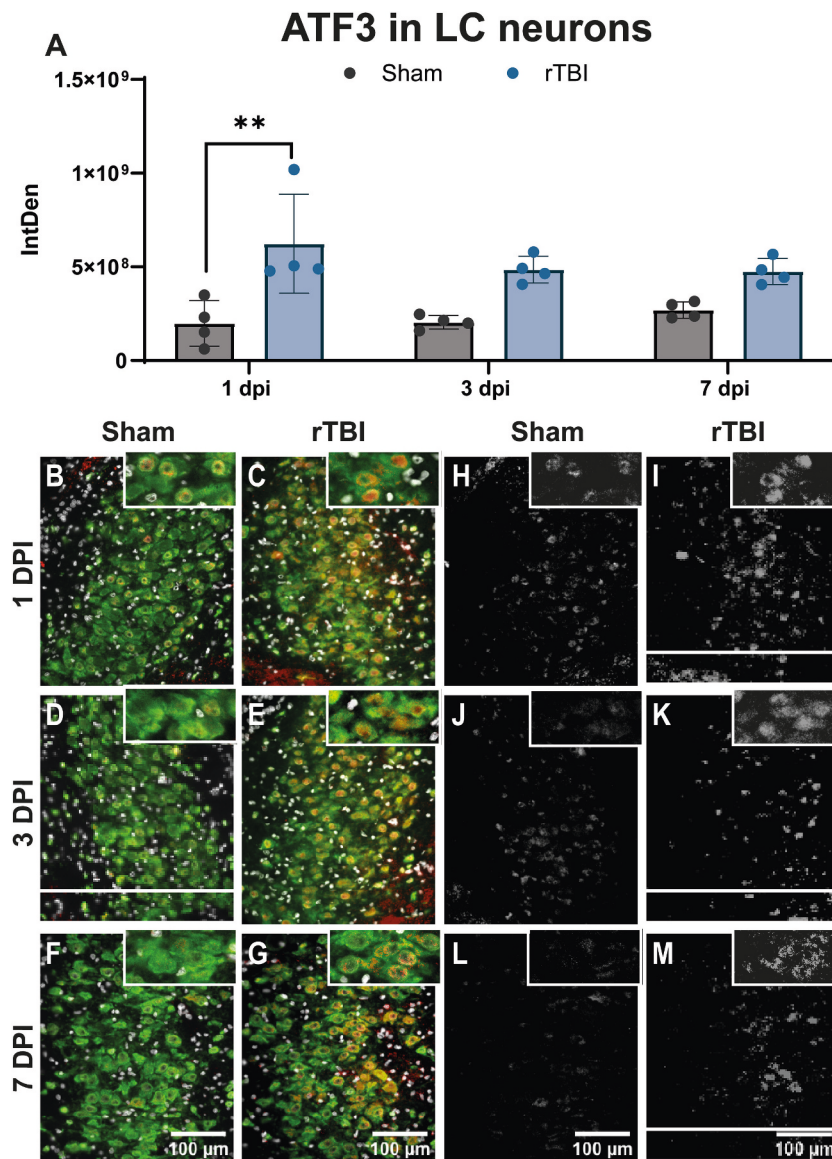 ATF3 in LC neurons
A
Sham rTBI
1.5×10⁹
**
1×10⁹
IntDen
5×10⁸
0
1 dpi 3 dpi 7 dpi
Sham rTBI Sham rTBI
1 DPI
B C H I
3 DPI
D E J K
7 DPI
F G L M
100 µm 100 µm 100 µm 100 µm